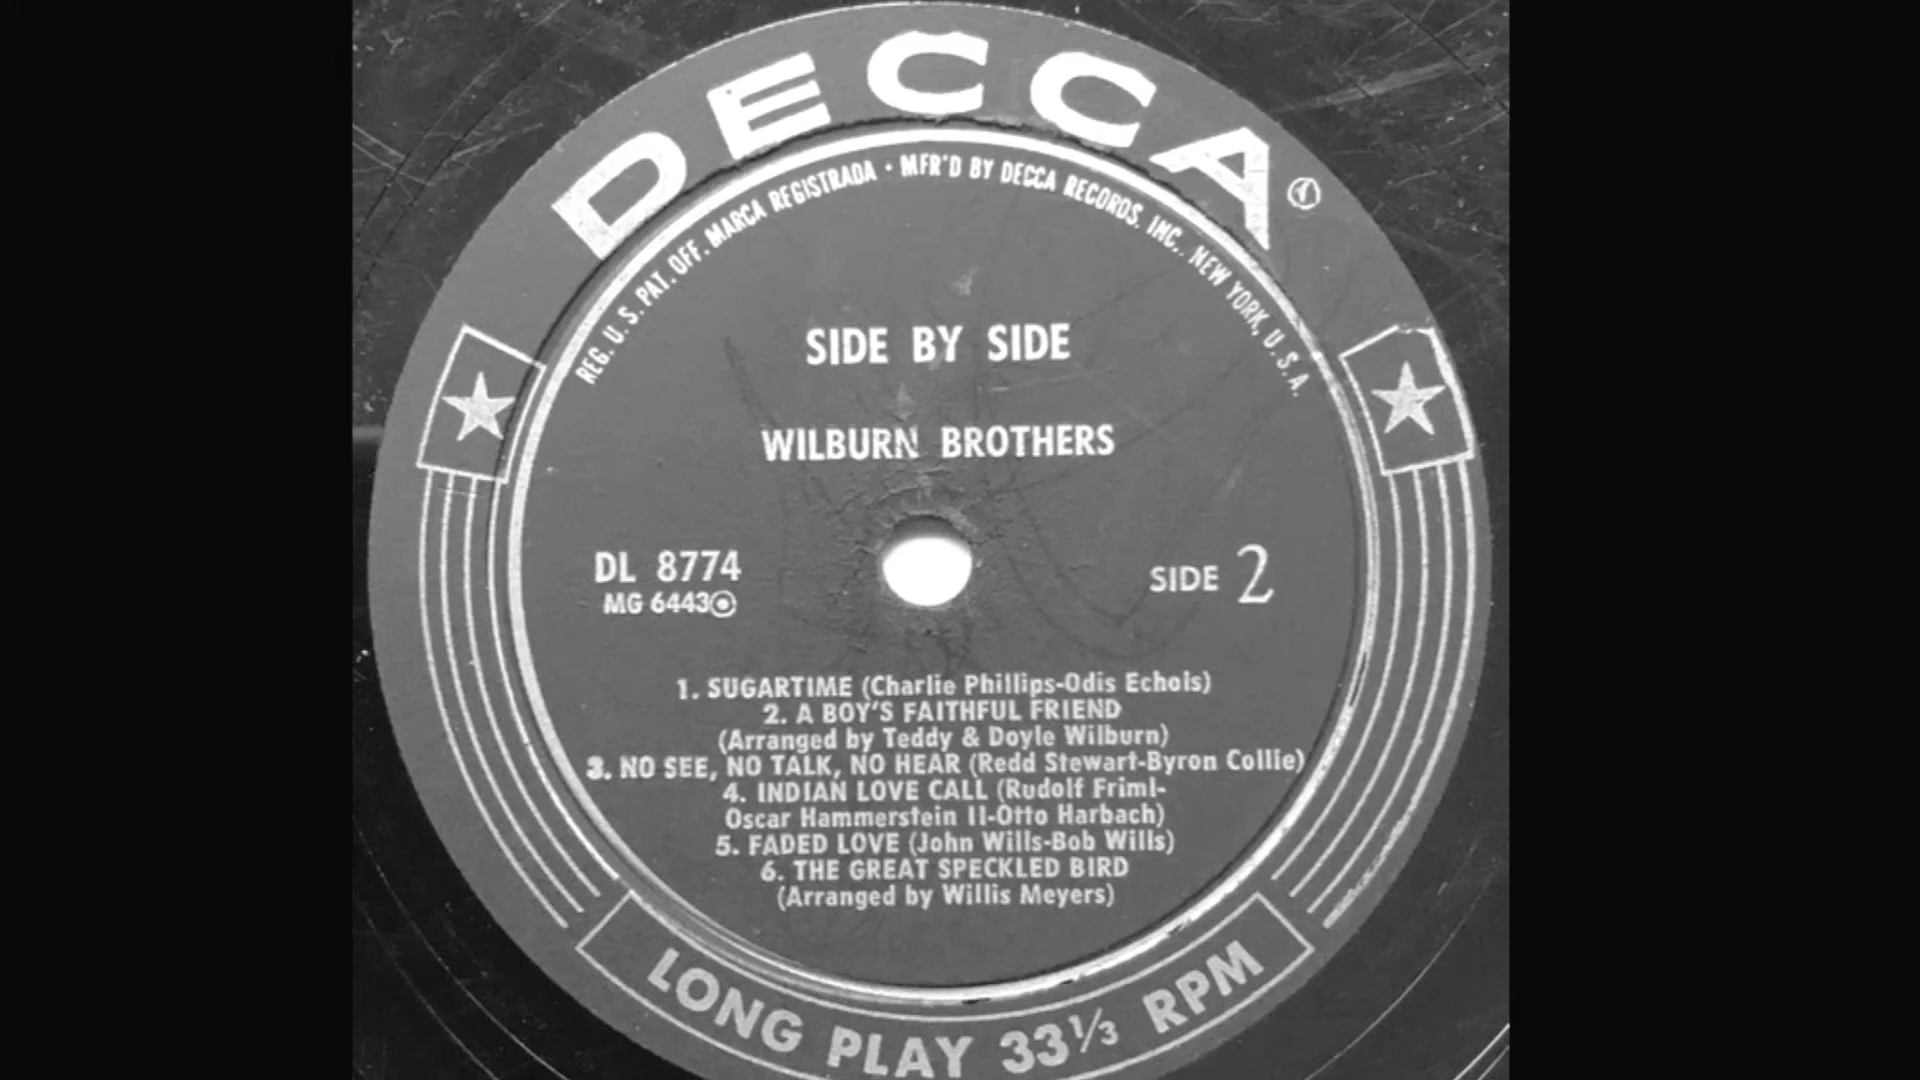 DECCA®
REG. U. S. PAT. OFF. MARCA REGISTRADA • MFR'D BY DECCA RECORDS, INC., NEW YORK, U. S. A.
SIDE BY SIDE
WILBURN BROTHERS
DL 8774
MG 6443
SIDE 2
1. SUGARTIME (Charlie Phillips-Odis Echols)
2. A BOY'S FAITHFUL FRIEND
(Arranged by Teddy & Doyle Wilburn)
3. NO SEE, NO TALK, NO HEAR (Redd Stewart-Byron Collie)
4. INDIAN LOVE CALL (Rudolf Friml-
Oscar Hammerstein II-Otto Harbach)
5. FADED LOVE (John Wills-Bob Wills)
6. THE GREAT SPECKLED BIRD
(Arranged by Willis Meyers)
LONG PLAY 33⅓ RPM